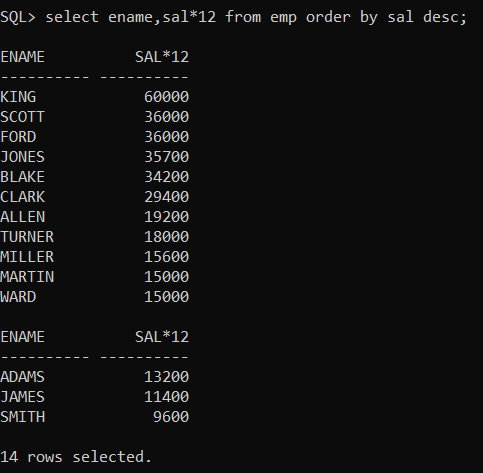 SQL> select ename,sal*12 from emp order by sal desc;

ENAME          SAL*12
---------- ----------
KING            60000
SCOTT           36000
FORD            36000
JONES           35700
BLAKE           34200
CLARK           29400
ALLEN           19200
TURNER          18000
MILLER          15600
MARTIN          15000
WARD            15000

ENAME          SAL*12
---------- ----------
ADAMS           13200
JAMES           11400
SMITH            9600

14 rows selected.